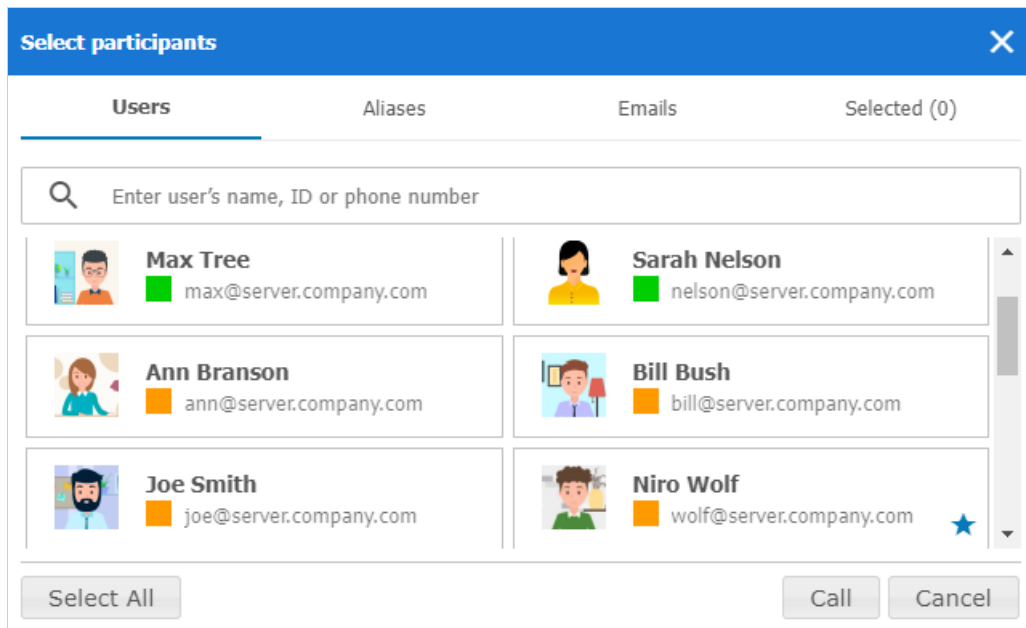 Select participants
Users Aliases Emails Selected (0)
Enter user’s name, ID or phone number
Max Tree
max@server.company.com
Sarah Nelson
nelson@server.company.com
Ann Branson
ann@server.company.com
Bill Bush
bill@server.company.com
Joe Smith
joe@server.company.com
Niro Wolf
wolf@server.company.com
Select All Call Cancel